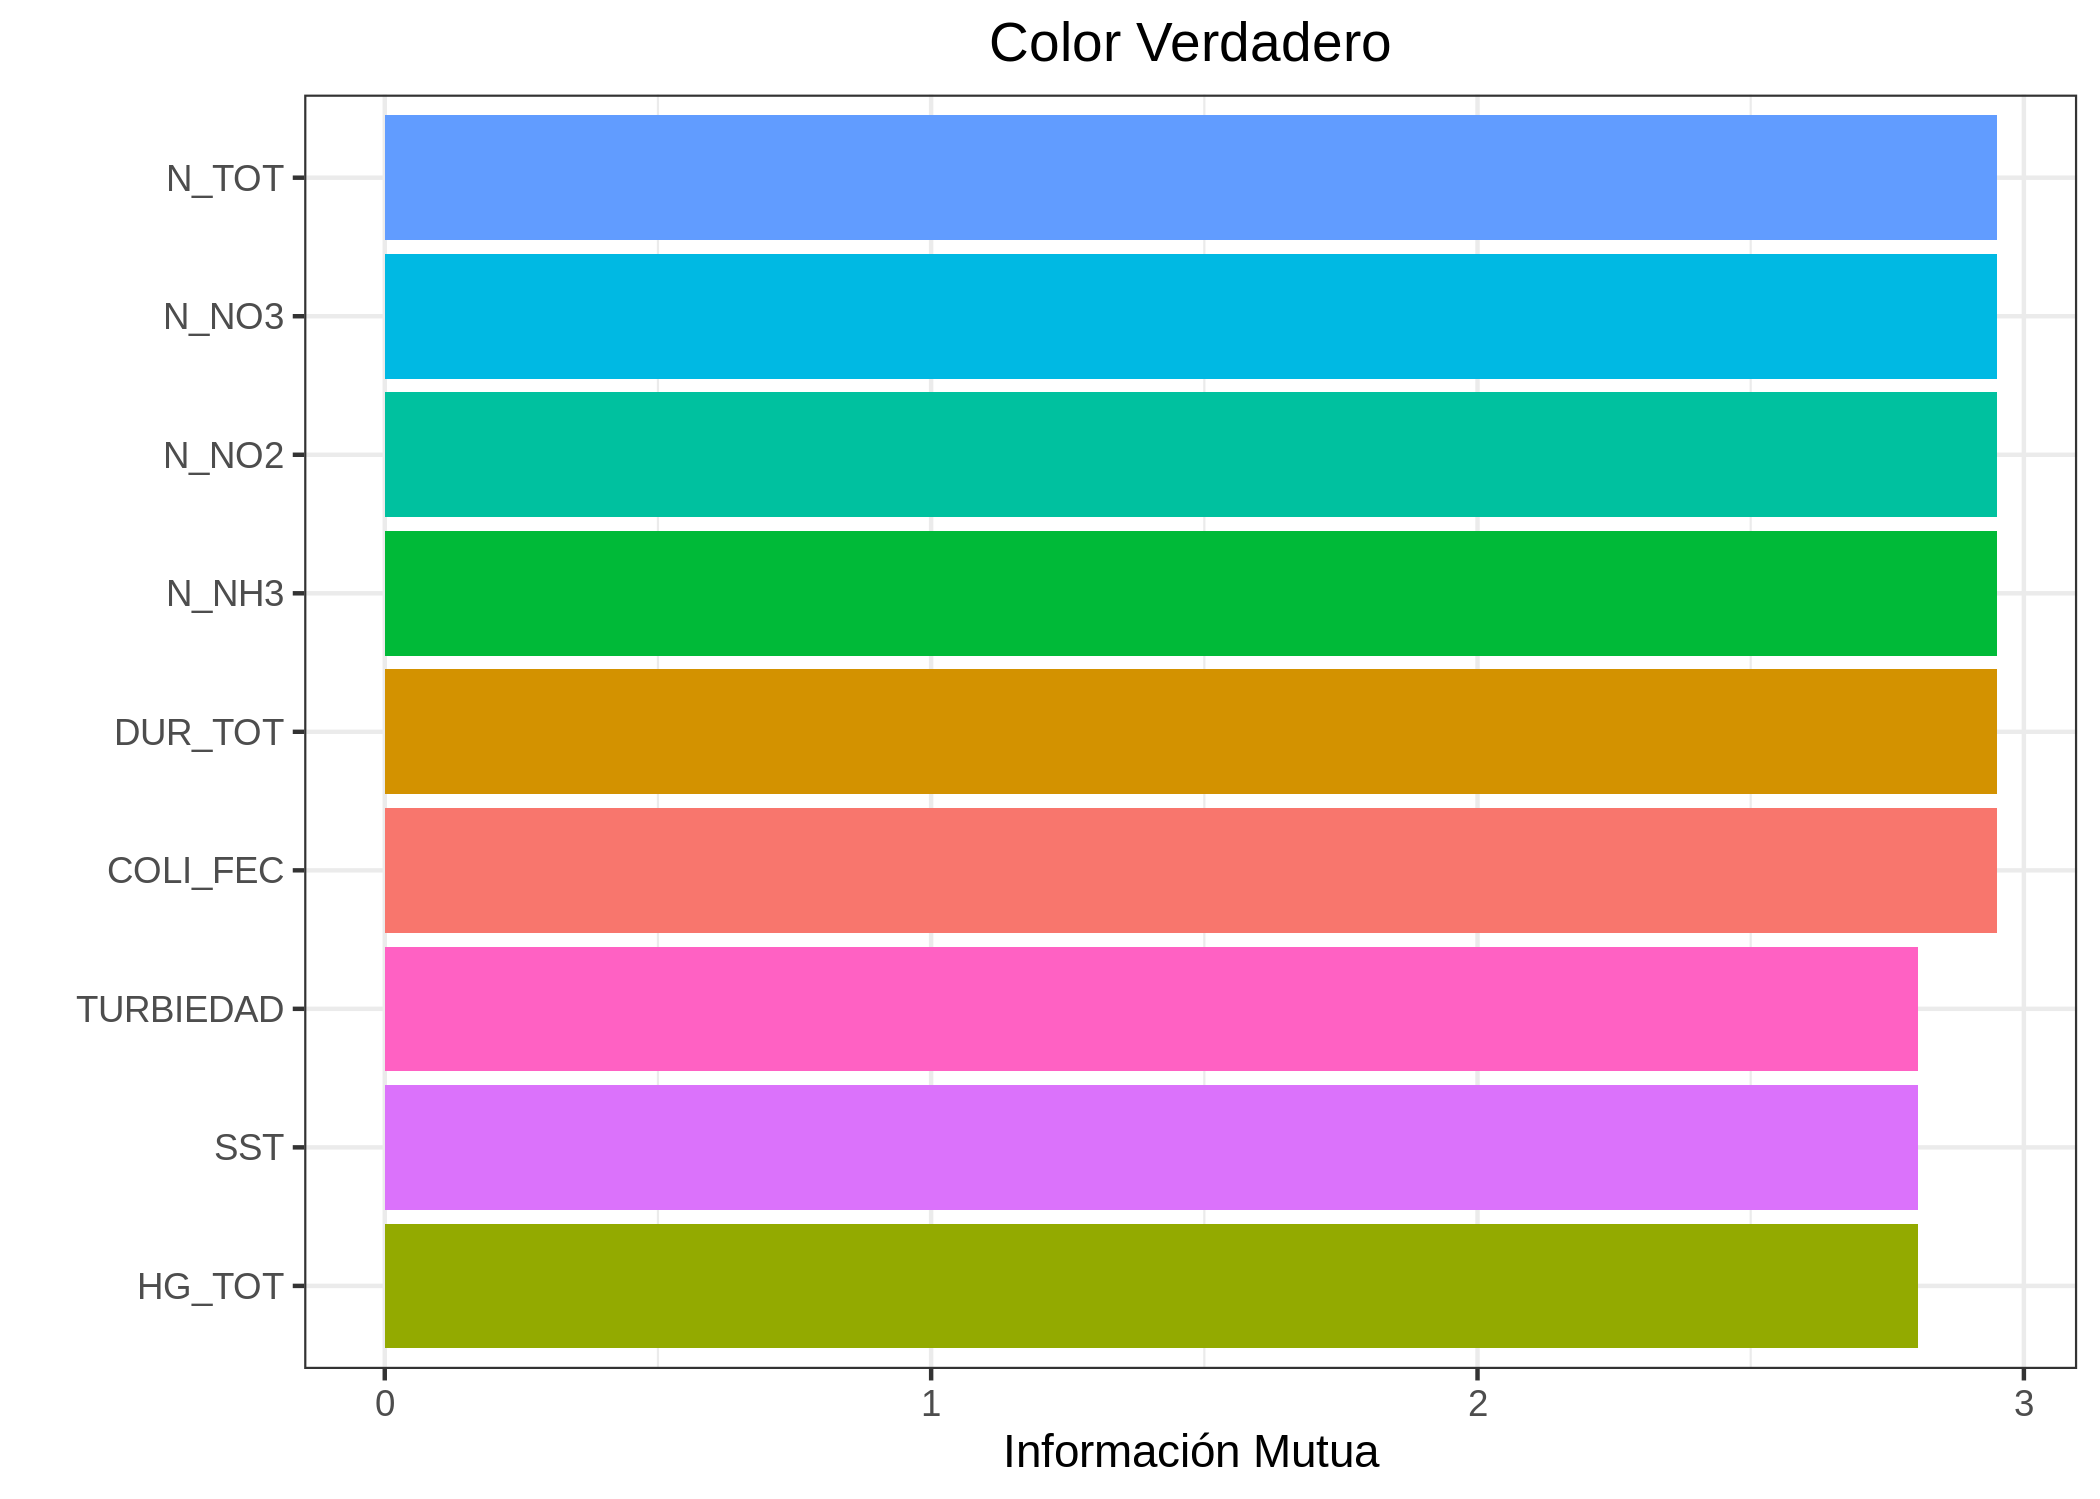 Color Verdadero
N_TOT
N_NO3
N_NO2
N_NH3
DUR_TOT
COLI_FEC
TURBIEDAD
SST
HG_TOT
0 1 2 3
Información Mutua